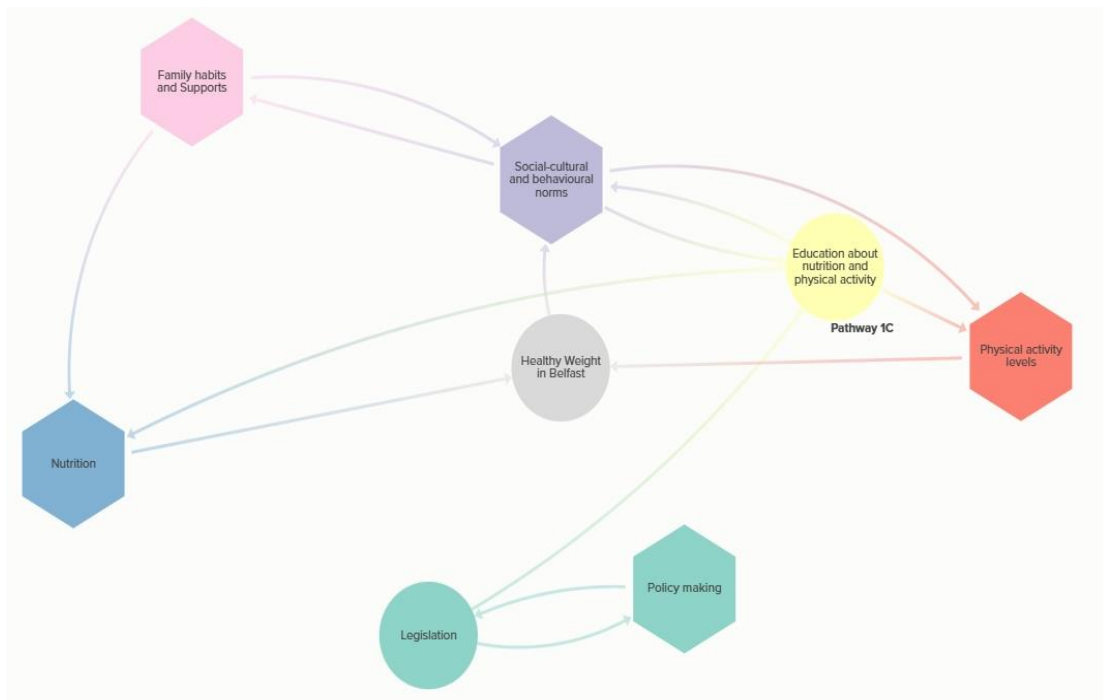 Family habits
and Supports
Social-cultural
and behavioural
norms
Education about
nutrition and
physical activity
Pathway 1C
Physical activity
levels
Healthy Weight
in Belfast
Nutrition
Policy making
Legislation